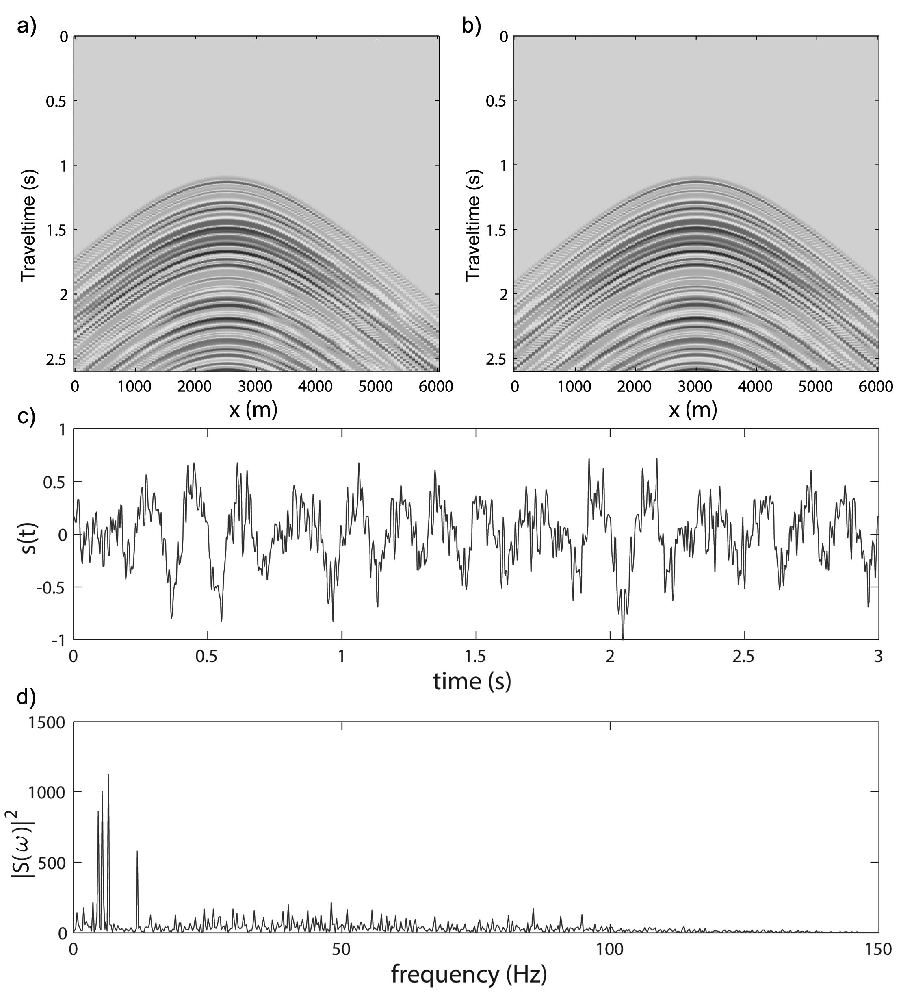 a)
b)
0
0.5
1
1.5
2
2.5
Traveltime (s)
0 1000 2000 3000 4000 5000 6000
x (m)
0
0.5
1
1.5
2
2.5
Traveltime (s)
0 1000 2000 3000 4000 5000 6000
x (m)
c)
1
0.5
0
-0.5
-1
s(t)
0 0.5 1 1.5 2 2.5 3
time (s)
d)
1500
1000
500
0
|S(ω)|²
0 50 100 150
frequency (Hz)